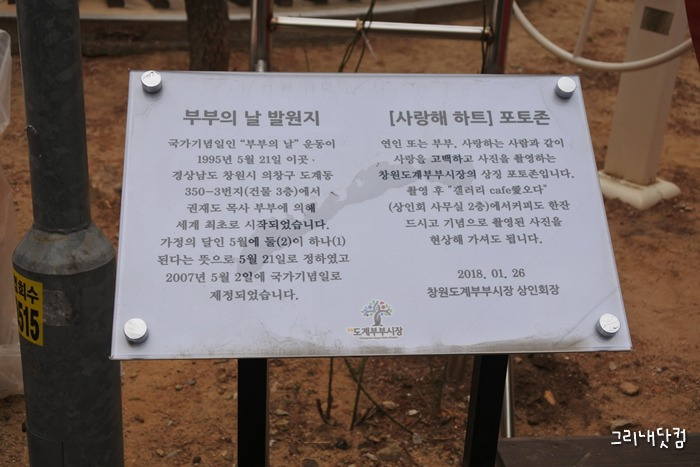 부부의 날 발원지
국가기념일인 "부부의 날" 운동이
1995년 5월 21일 이곳·
경상남도 창원시 의창구 도계동
350-3번지(건물 3층)에서
권재도 목사 부부에 의해
세계 최초로 시작되었습니다.
가정의 달인 5월에 둘(2)이 하나(1)
된다는 뜻으로 5월 21일로 정하였고
2007년 5월 2일에 국가기념일로
제정되었습니다.
[사랑해 하트] 포토존
연인 또는 부부, 사랑하는 사람과 같이
사랑을 고백하고 사진을 촬영하는
창원도계부부시장의 상징 포토존입니다.
촬영 후 "갤러리 cafe愛오다"
(상인회 사무실 2층)에서커피도 한잔
드시고 기념으로 촬영된 사진을
현상해 가셔도 됩니다.
2018. 01. 26
창원도계부부시장 상인회장
도계부부시장
희수
515
그리내닷컴